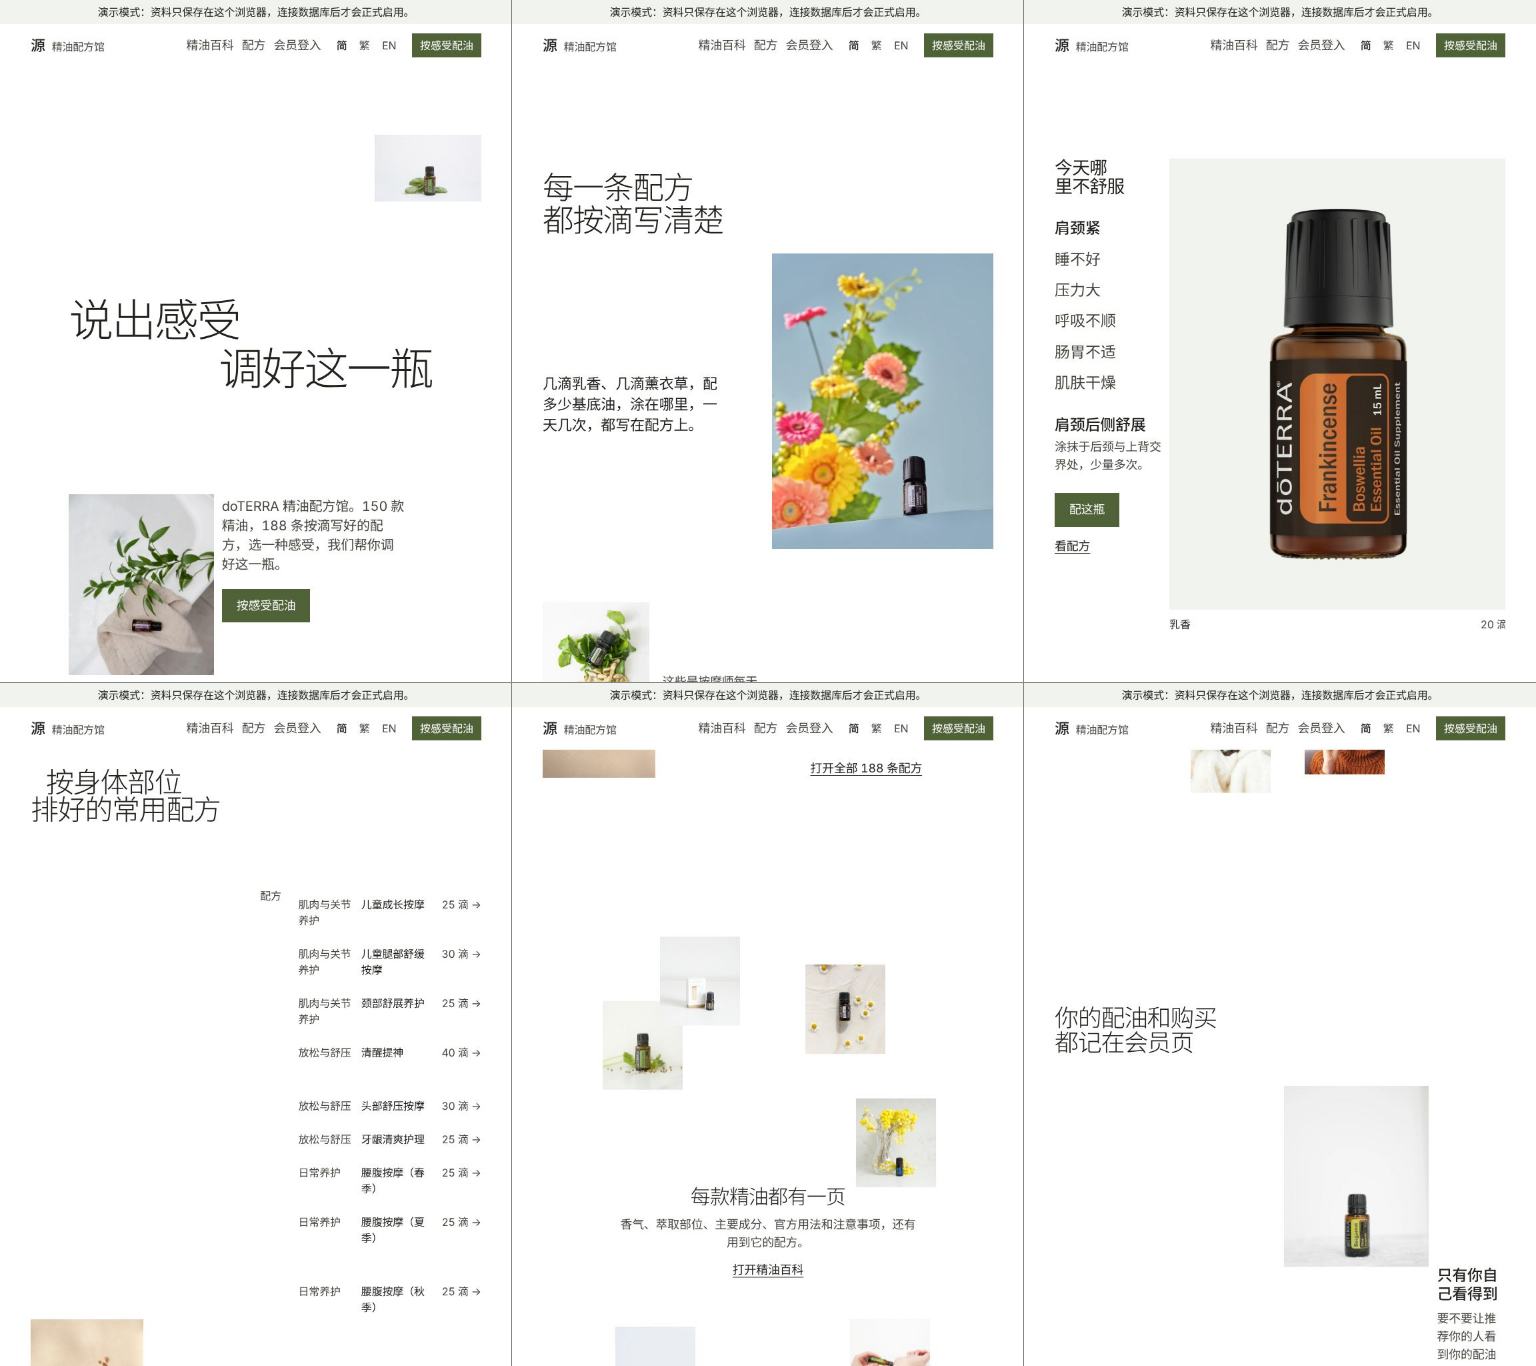 演示模式：资料只保存在这个浏览器，连接数据库后才会正式启用。
源 精油配方馆 精油百科 配方 会员登入 简 繁 EN 按感受配油
说出感受
调好这一瓶
doTERRA 精油配方馆。150 款
精油，188 条按滴写好的配
方，选一种感受，我们帮你调
好这一瓶。
按感受配油
演示模式：资料只保存在这个浏览器，连接数据库后才会正式启用。
源 精油配方馆 精油百科 配方 会员登入 简 繁 EN 按感受配油
每一条配方
都按滴写清楚
几滴乳香、几滴薰衣草，配
多少基底油，涂在哪里，一
天几次，都写在配方上。
这些是按摩师每天
演示模式：资料只保存在这个浏览器，连接数据库后才会正式启用。
源 精油配方馆 精油百科 配方 会员登入 简 繁 EN 按感受配油
今天哪
里不舒服
肩颈紧
睡不好
压力大
呼吸不顺
肠胃不适
肌肤干燥
肩颈后侧舒展
涂抹于后颈与上背交
界处，少量多次。
配这瓶
看配方
dōTERRA®
Frankincense
Boswellia
Essential Oil 15 mL
Essential Oil Supplement
乳香 20 滴
演示模式：资料只保存在这个浏览器，连接数据库后才会正式启用。
源 精油配方馆 精油百科 配方 会员登入 简 繁 EN 按感受配油
按身体部位
排好的常用配方
配方
肌肉与关节 儿童成长按摩 25 滴 →
养护
肌肉与关节 儿童腿部舒缓 30 滴 →
养护 按摩
肌肉与关节 颈部舒展养护 25 滴 →
养护
放松与舒压 清醒提神 40 滴 →
放松与舒压 头部舒压按摩 30 滴 →
放松与舒压 牙龈清爽护理 25 滴 →
日常养护 腰腹按摩（春 25 滴 →
季）
日常养护 腰腹按摩（夏 25 滴 →
季）
日常养护 腰腹按摩（秋 25 滴 →
季）
演示模式：资料只保存在这个浏览器，连接数据库后才会正式启用。
源 精油配方馆 精油百科 配方 会员登入 简 繁 EN 按感受配油
打开全部 188 条配方
每款精油都有一页
香气、萃取部位、主要成分、官方用法和注意事项，还有
用到它的配方。
打开精油百科
演示模式：资料只保存在这个浏览器，连接数据库后才会正式启用。
源 精油配方馆 精油百科 配方 会员登入 简 繁 EN 按感受配油
你的配油和购买
都记在会员页
只有你自
己看得到
要不要让推
荐你的人看
到你的配油